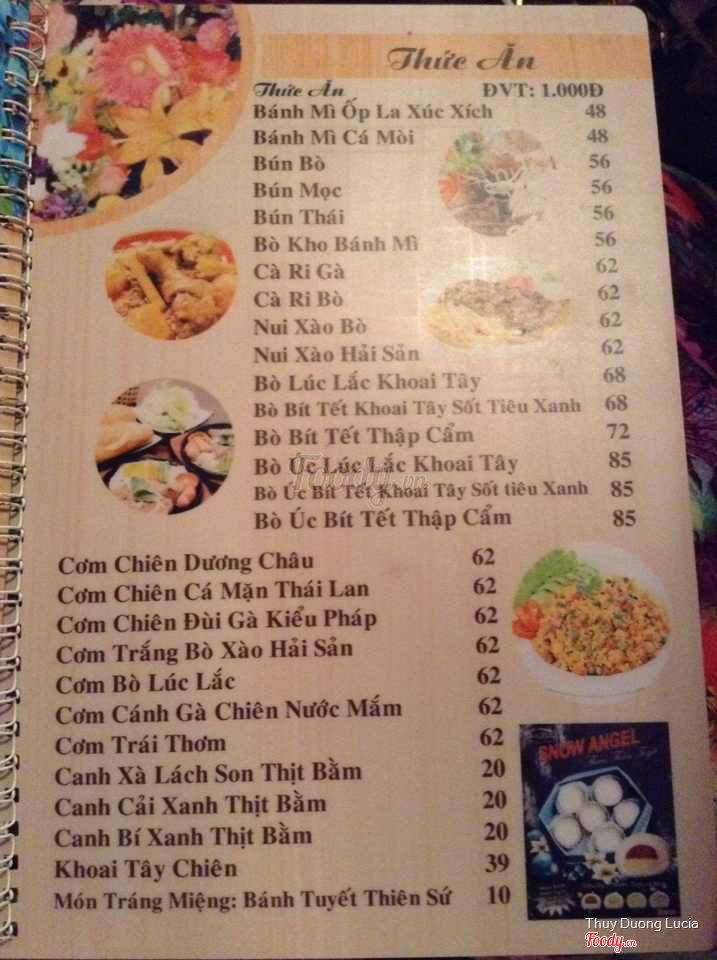 Thức Ăn
Thức Ăn ĐVT: 1.000Đ
Bánh Mì Ốp La Xúc Xích 48
Bánh Mì Cá Mòi 48
Bún Bò 56
Bún Mọc 56
Bún Thái 56
Bò Kho Bánh Mì 56
Cà Ri Gà 62
Cà Ri Bò 62
Nui Xào Bò 62
Nui Xào Hải Sản 62
Bò Lúc Lắc Khoai Tây 68
Bò Bít Tết Khoai Tây Sốt Tiêu Xanh 68
Bò Bít Tết Thập Cẩm 72
Bò Úc Lúc Lắc Khoai Tây 85
Foody.vn
Bò Úc Bít Tết Khoai Tây Sốt tiêu Xanh 85
Bò Úc Bít Tết Thập Cẩm 85
Cơm Chiên Dương Châu 62
Cơm Chiên Cá Mặn Thái Lan 62
Cơm Chiên Đùi Gà Kiểu Pháp 62
Cơm Trắng Bò Xào Hải Sản 62
Cơm Bò Lúc Lắc 62
Cơm Cánh Gà Chiên Nước Mắm 62
Cơm Trái Thơm 62
Canh Xà Lách Son Thịt Bằm 20
Canh Cải Xanh Thịt Bằm 20
Canh Bí Xanh Thịt Bằm 20
Khoai Tây Chiên 39
Món Tráng Miệng: Bánh Tuyết Thiên Sứ 10
SNOW ANGEL
Thuy Duong Lucia
Foody.vn